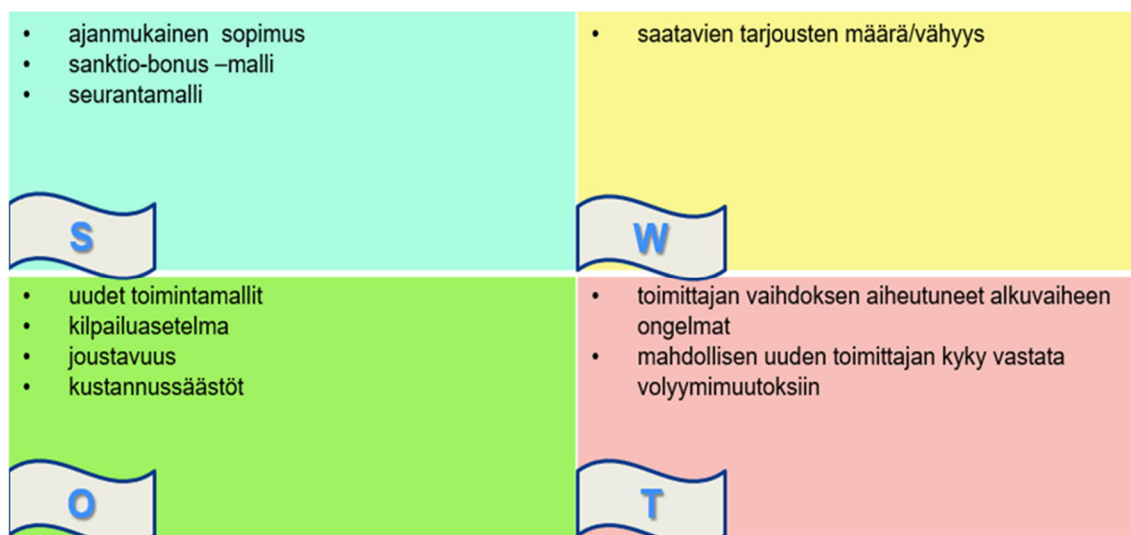 • ajanmukainen sopimus
• sanktio-bonus –malli
• seurantamalli
S
• saatavien tarjousten määrä/vähyys
W
• uudet toimintamallit
• kilpailuasetelma
• joustavuus
• kustannussäästöt
O
• toimittajan vaihdoksen aiheutuneet alkuvaiheen
ongelmat
• mahdollisen uuden toimittajan kyky vastata
volyymimuutoksiin
T